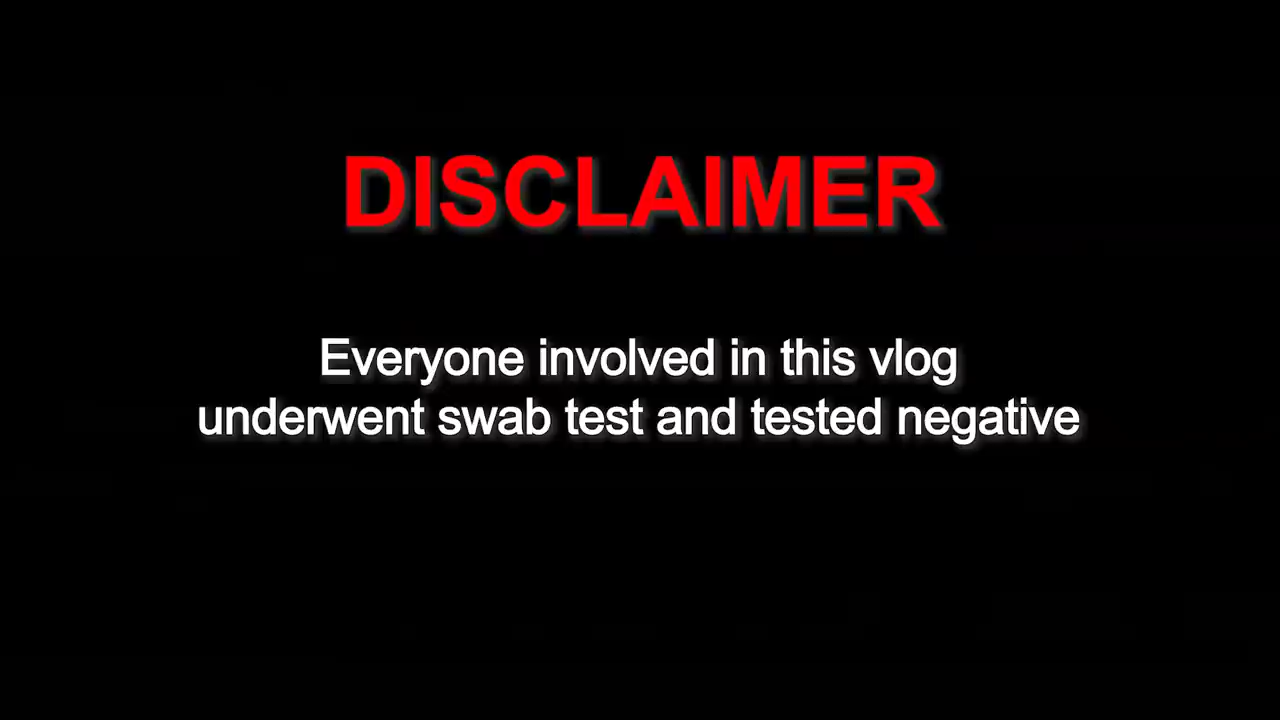 DISCLAIMER
Everyone involved in this vlog
underwent swab test and tested negative